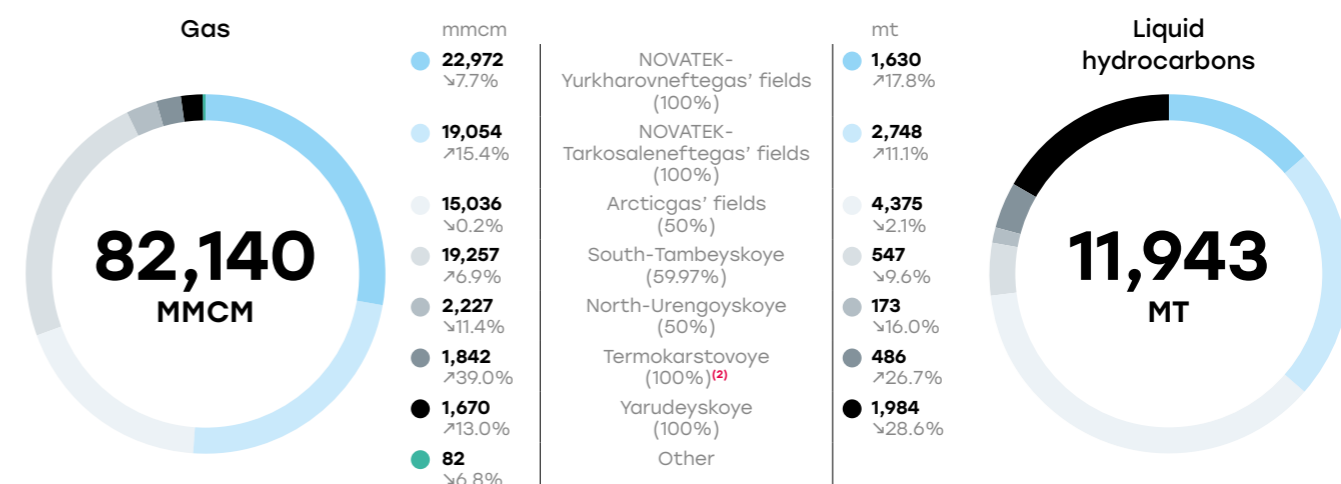 Gas
82,140
MMCM
mmcm
mt
22,972
↘7.7%
NOVATEK-
Yurkharovneftegas’ fields
(100%)
1,630
↗17.8%
19,054
↗15.4%
NOVATEK-
Tarkosaleneftegas’ fields
(100%)
2,748
↗11.1%
15,036
↘0.2%
Arcticgas’ fields
(50%)
4,375
↘2.1%
19,257
↗6.9%
South-Tambeyskoye
(59.97%)
547
↘9.6%
2,227
↘11.4%
North-Urengoyskoye
(50%)
173
↘16.0%
1,842
↗39.0%
Termokarstovoye
(100%)(2)
486
↗26.7%
1,670
↗13.0%
Yarudeyskoye
(100%)
1,984
↘28.6%
82
↘6.8%
Other
Liquid
hydrocarbons
11,943
MT